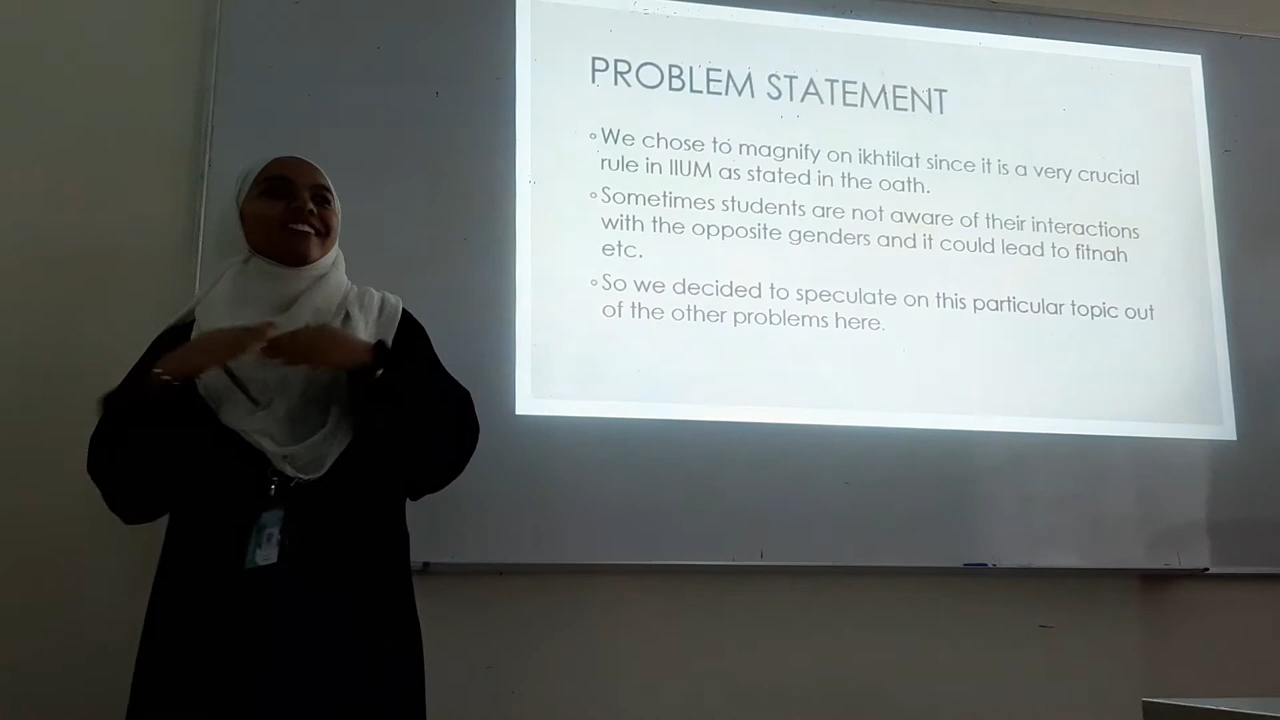 PROBLEM STATEMENT
◦We chose to magnify on ikhtilat since it is a very crucial
rule in IIUM as stated in the oath.
◦Sometimes students are not aware of their interactions
with the opposite genders and it could lead to fitnah
etc.
◦So we decided to speculate on this particular topic out
of the other problems here.